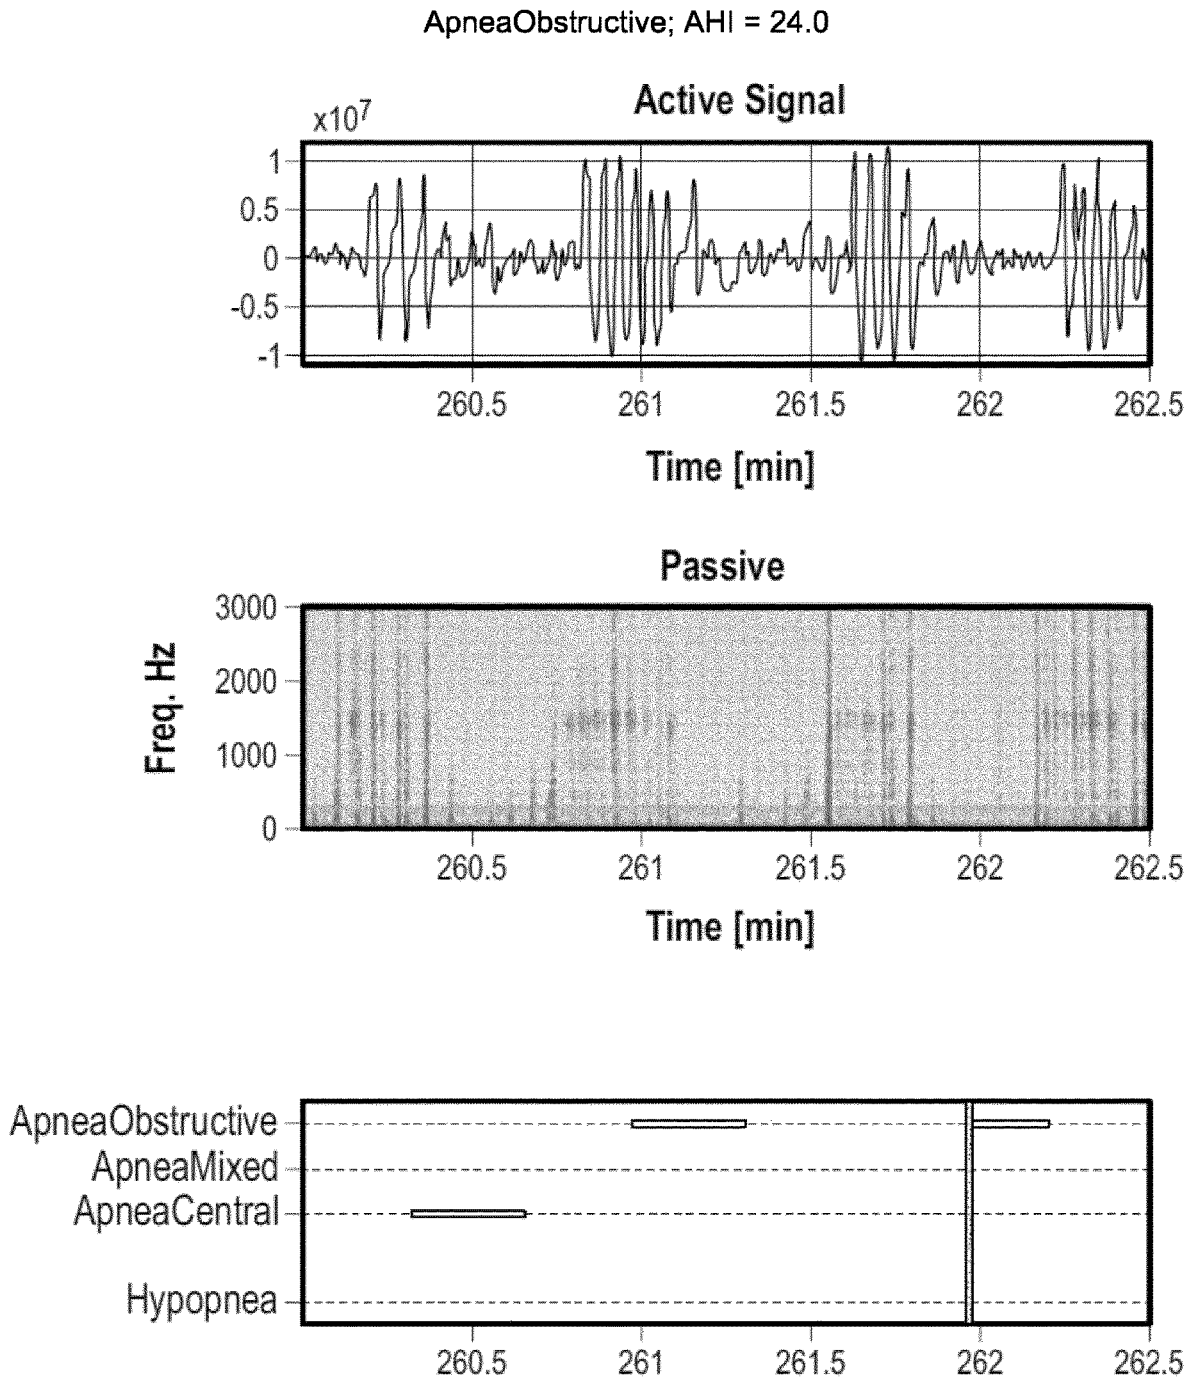 ApneaObstructive; AHI = 24.0
Active Signal
x10^7
1
0.5
0
-0.5
-1
260.5 261 261.5 262 262.5
Time [min]
Passive
Freq. Hz
3000
2000
1000
0
260.5 261 261.5 262 262.5
Time [min]
ApneaObstructive
ApneaMixed
ApneaCentral
Hypopnea
260.5 261 261.5 262 262.5